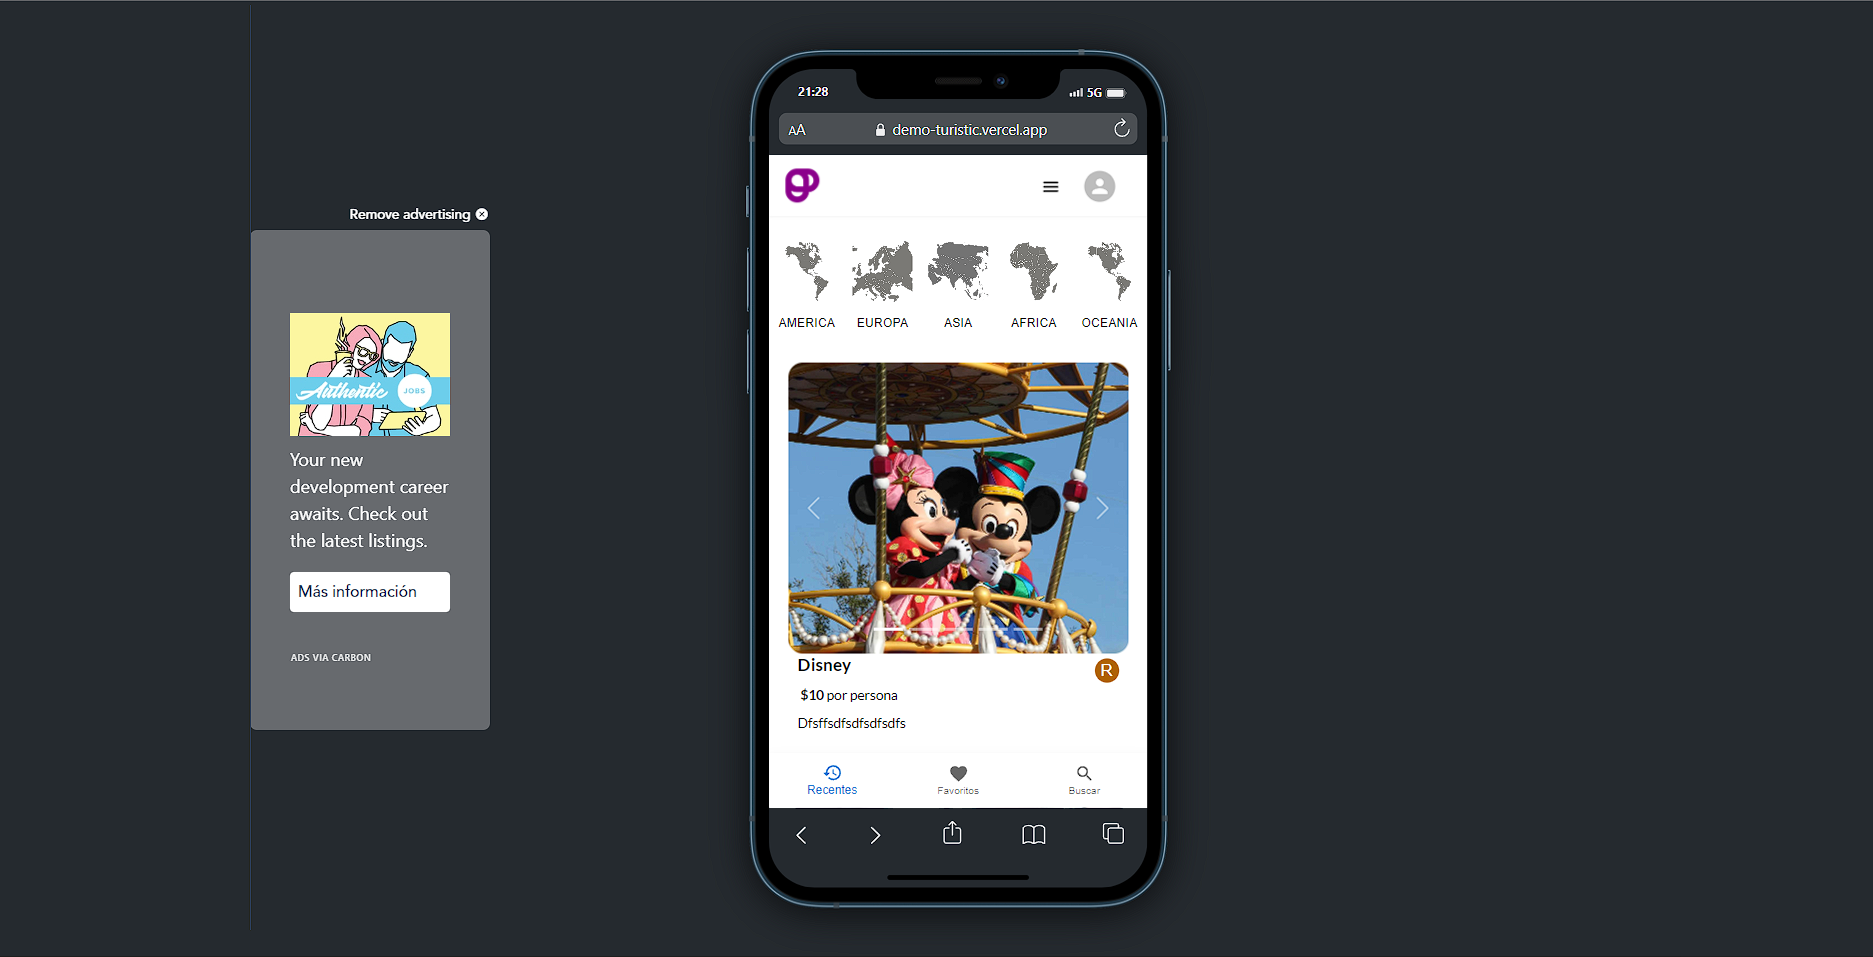 Remove advertising
Authentic JOBS
Your new
development career
awaits. Check out
the latest listings.
Más información
ADS VIA CARBON
21:28
5G
AA
demo-turistic.vercel.app
AMERICA EUROPA ASIA AFRICA OCEANIA
Disney
R
$10 por persona
Dfsffsdfsdfsdfsdfs
Recentes Favoritos Buscar